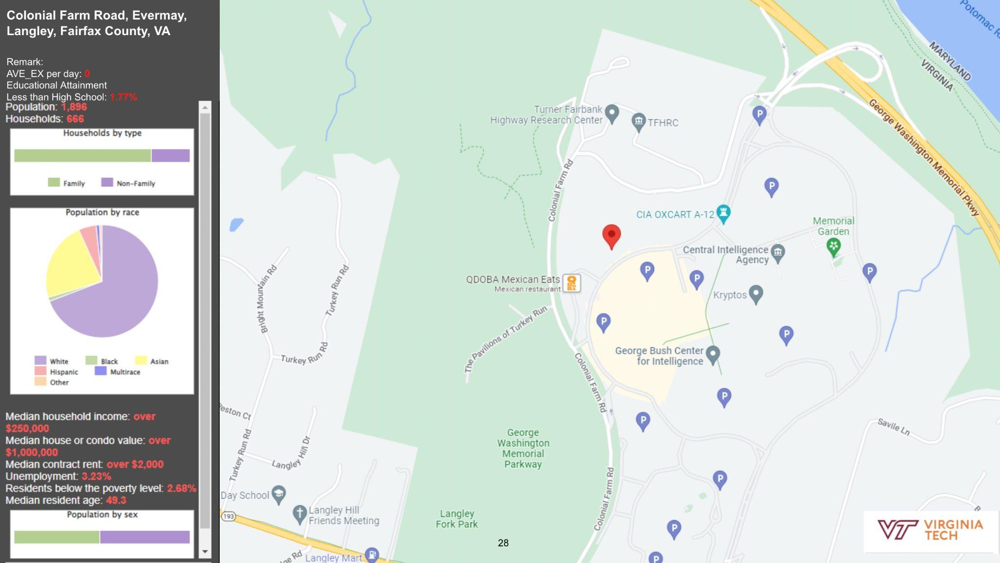 Colonial Farm Road, Evermay,
Langley, Fairfax County, VA
Remark:
AVE_EX per day: 0
Educational Attainment
Less than High School: 1.77%
Population: 1,896
Households: 666
Households by type
Family
Non-Family
Population by race
White
Black
Asian
Hispanic
Multirace
Other
Median household income: over
$250,000
Median house or condo value: over
$1,000,000
Median contract rent: over $2,000
Unemployment: 3.23%
Residents below the poverty level: 2.68%
Median resident age: 49.3
Population by sex
Potomac
MARYLAND
VIRGINIA
George Washington Memorial Pkwy
Turner Fairbank
Highway Research Center
TFHRC
P
Colonial Farm Rd
P
CIA OXCART A-12
Memorial
Garden
Central Intelligence
Agency
P
P
P
QDOBA Mexican Eats
Mexican restaurant
QDOBA
Kryptos
Bright Mountain Rd
Turkey Run Rd
The Pavilions of Turkey Run
P
P
George Bush Center
for Intelligence
Turkey Run Rd
Colonial Farm Rd
P
P
Ct
Turkey Run Rd
Langley Hill Dr
George
Washington
Memorial
Parkway
Savile Ln
P
Colonial Farm Rd
Day School
Langley Hill
Friends Meeting
193
Langley
Fork Park
P
P
28
Rd
Langley Mart
VT VIRGINIA
TECH